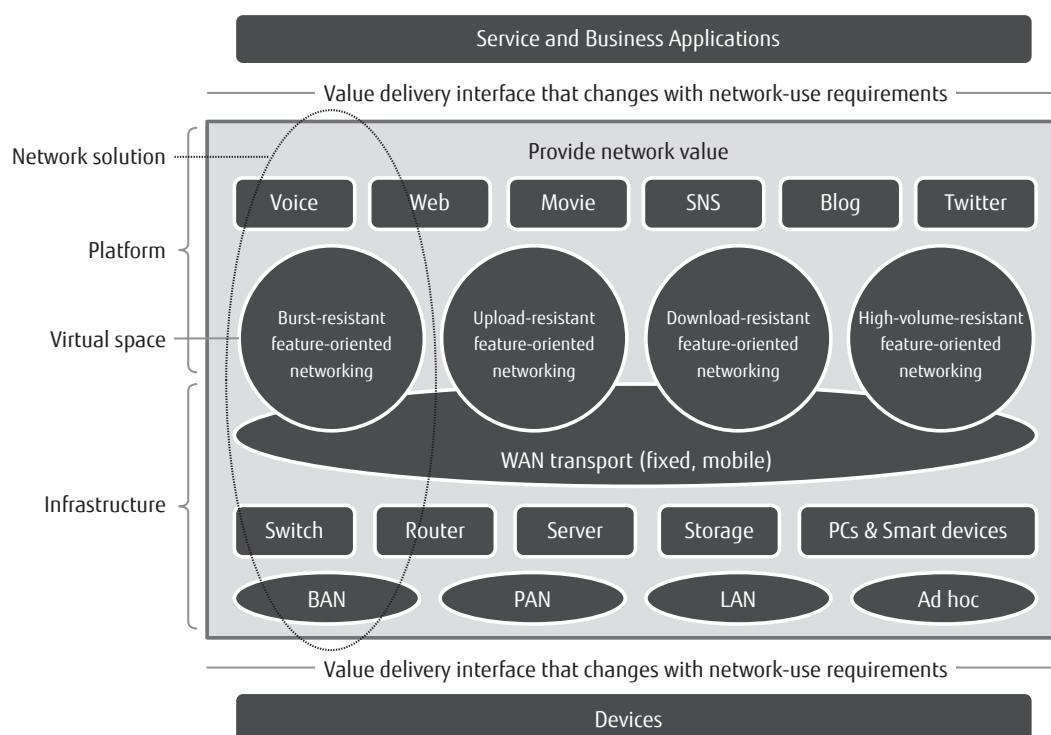 Service and Business Applications
Value delivery interface that changes with network-use requirements
Network solution
Provide network value
Voice
Web
Movie
SNS
Blog
Twitter
Platform
Burst-resistant
feature-oriented
networking
Upload-resistant
feature-oriented
networking
Download-resistant
feature-oriented
networking
High-volume-resistant
feature-oriented
networking
Virtual space
WAN transport (fixed, mobile)
Infrastructure
Switch
Router
Server
Storage
PCs & Smart devices
BAN
PAN
LAN
Ad hoc
Value delivery interface that changes with network-use requirements
Devices